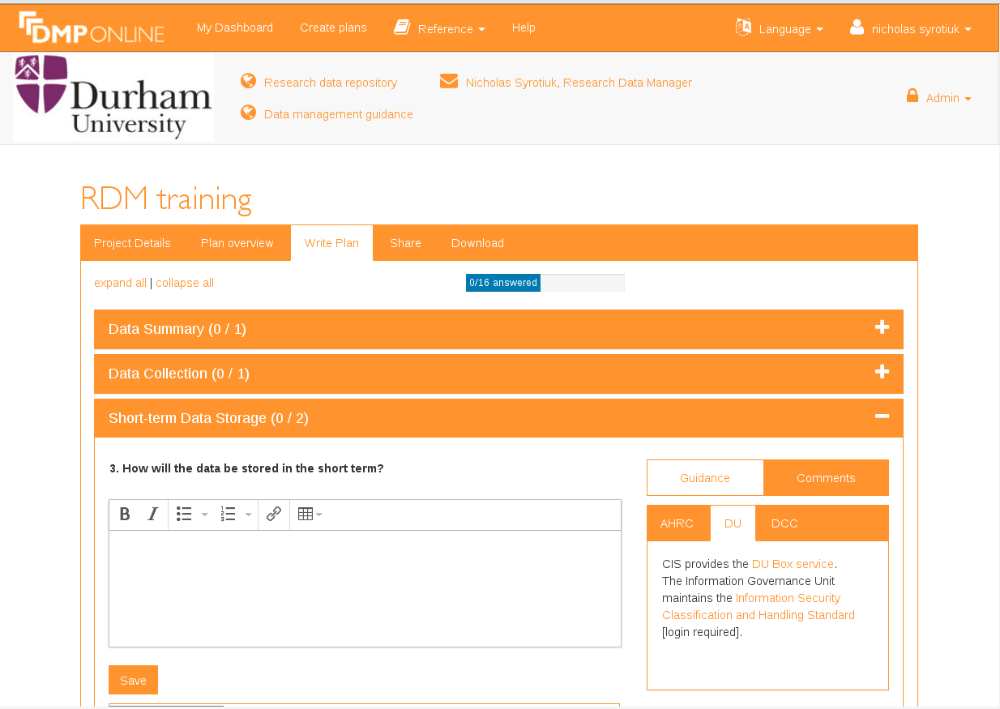 DMPONLINE My Dashboard Create plans Reference Help Language nicholas syrotiuk
Durham
University
Research data repository Nicholas Syrotiuk, Research Data Manager
Data management guidance
Admin
RDM training
Project Details Plan overview Write Plan Share Download
expand all | collapse all 0/16 answered
Data Summary (0 / 1)
Data Collection (0 / 1)
Short-term Data Storage (0 / 2)
3. How will the data be stored in the short term?
B I
Save
Guidance Comments
AHRC DU DCC
CIS provides the DU Box service.
The Information Governance Unit
maintains the Information Security
Classification and Handling Standard
[login required].